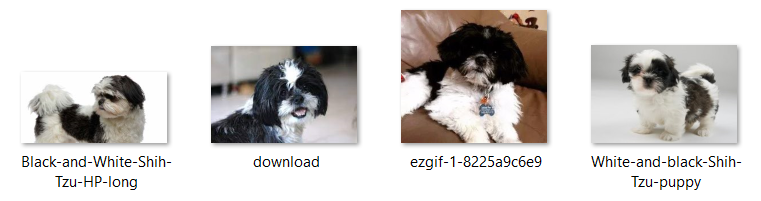 Black-and-White-Shih-
Tzu-HP-long
download
ezgif-1-8225a9c6e9
White-and-black-Shih-
Tzu-puppy